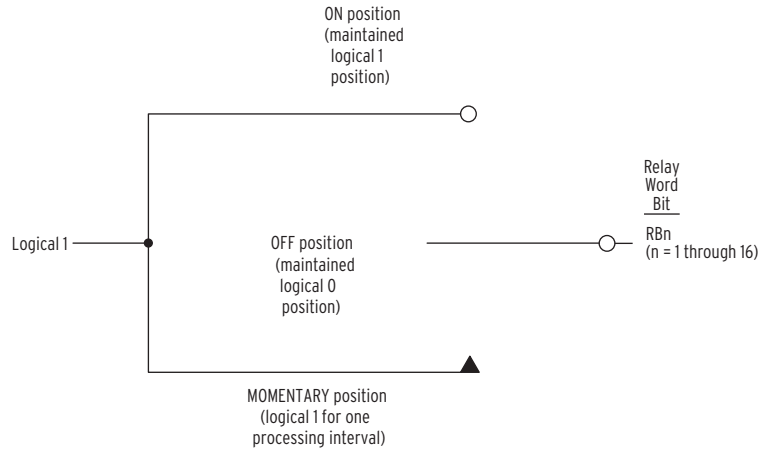 ON position
(maintained
logical 1
position)
Relay
Word
Bit
Logical 1
OFF position
(maintained
logical 0
position)
RBn
(n = 1 through 16)
MOMENTARY position
(logical 1 for one
processing interval)